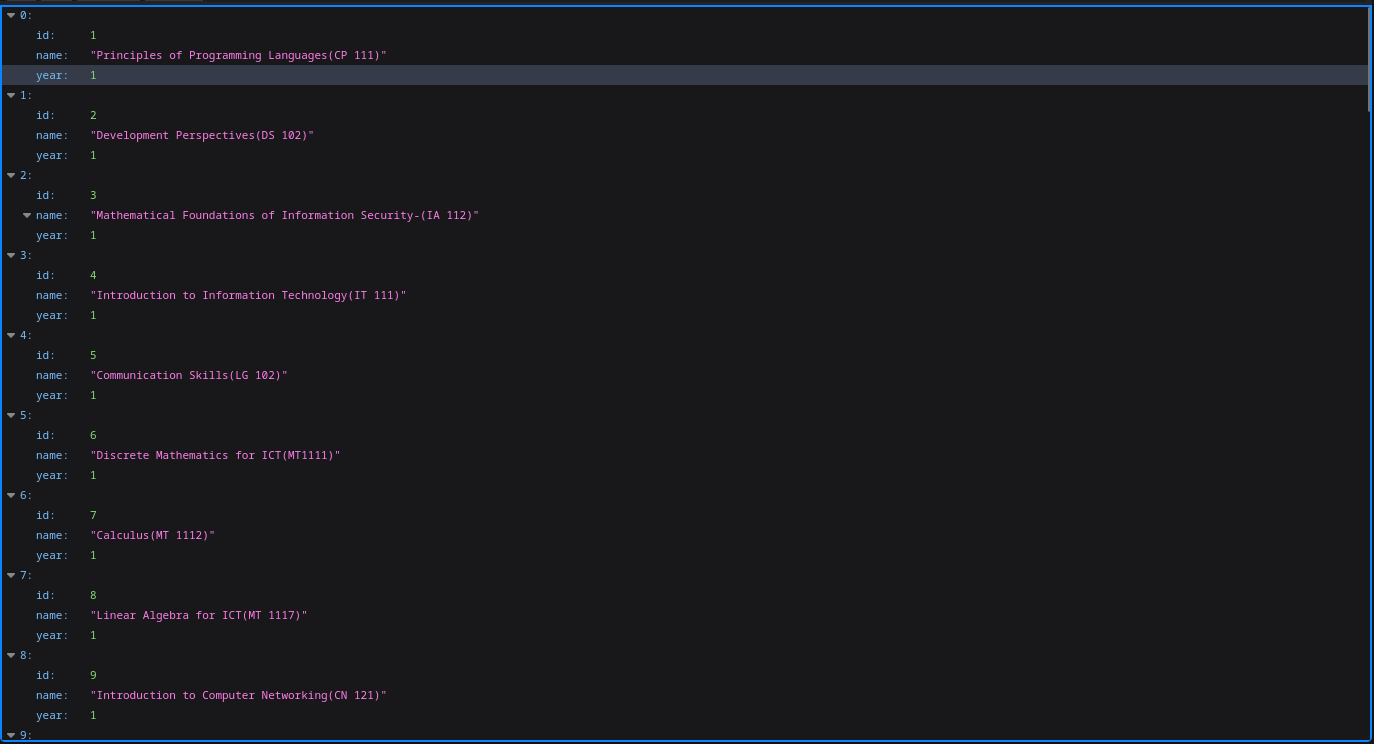 0:
id: 1
name: "Principles of Programming Languages(CP 111)"
year: 1
1:
id: 2
name: "Development Perspectives(DS 102)"
year: 1
2:
id: 3
name: "Mathematical Foundations of Information Security-(IA 112)"
year: 1
3:
id: 4
name: "Introduction to Information Technology(IT 111)"
year: 1
4:
id: 5
name: "Communication Skills(LG 102)"
year: 1
5:
id: 6
name: "Discrete Mathematics for ICT(MT1111)"
year: 1
6:
id: 7
name: "Calculus(MT 1112)"
year: 1
7:
id: 8
name: "Linear Algebra for ICT(MT 1117)"
year: 1
8:
id: 9
name: "Introduction to Computer Networking(CN 121)"
year: 1
9: